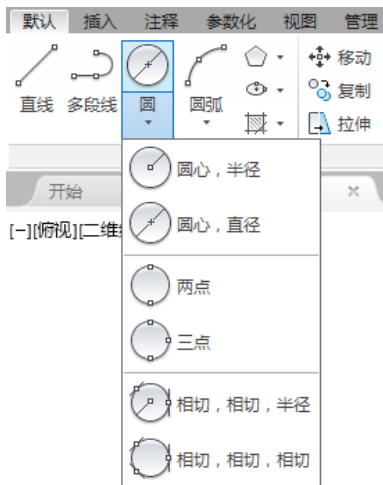 默认 插入 注释 参数化 视图 管理
直线 多段线 圆 圆弧
移动
复制
拉伸
开始
[−][俯视][二维
圆心，半径
圆心，直径
两点
三点
相切，相切，半径
相切，相切，相切